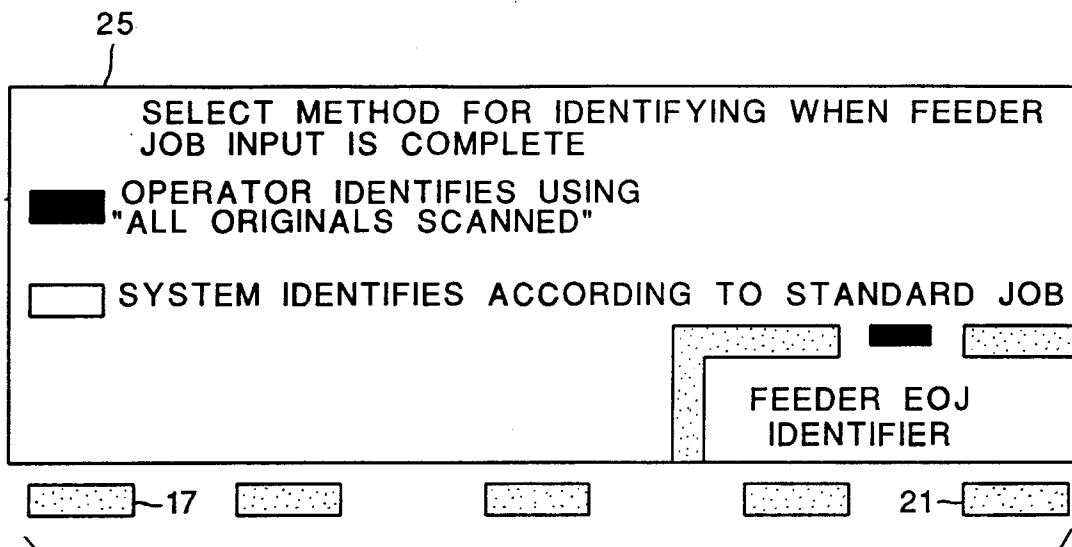 25
SELECT METHOD FOR IDENTIFYING WHEN FEEDER
JOB INPUT IS COMPLETE
OPERATOR IDENTIFIES USING
"ALL ORIGINALS SCANNED"
SYSTEM IDENTIFIES ACCORDING TO STANDARD JOB
FEEDER EOJ
IDENTIFIER
17
21